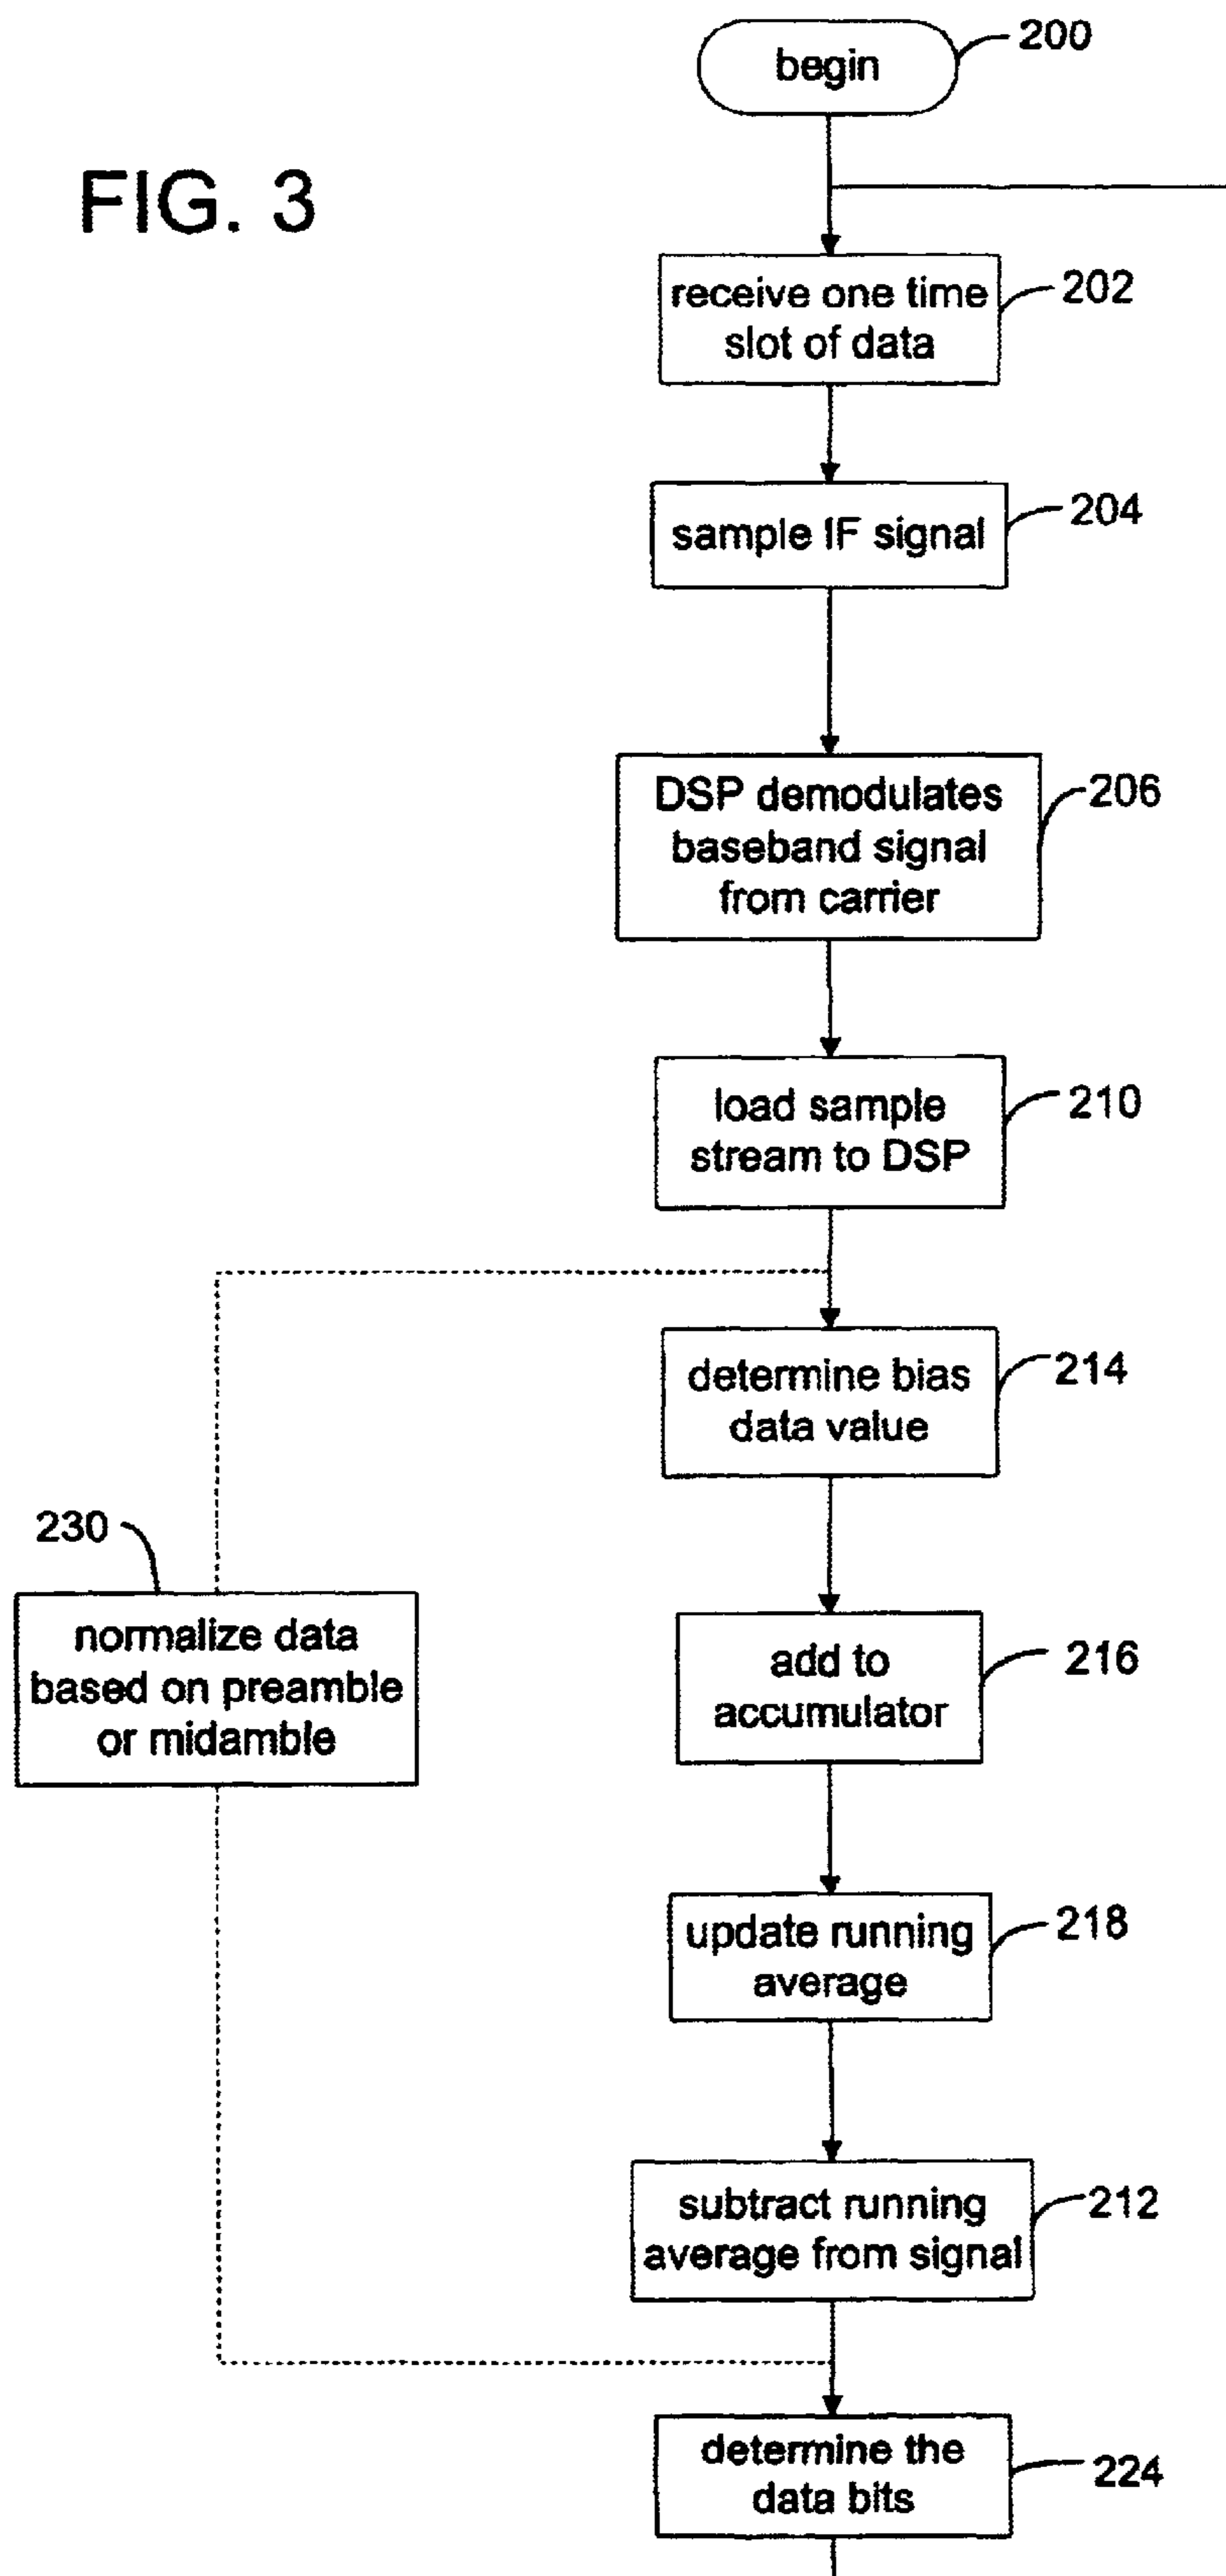 FIG. 3
begin
200
receive one time
slot of data
202
sample IF signal
204
DSP demodulates
baseband signal
from carrier
206
load sample
stream to DSP
210
determine bias
data value
214
230
normalize data
based on preamble
or midamble
add to
accumulator
216
update running
average
218
subtract running
average from signal
212
determine the
data bits
224